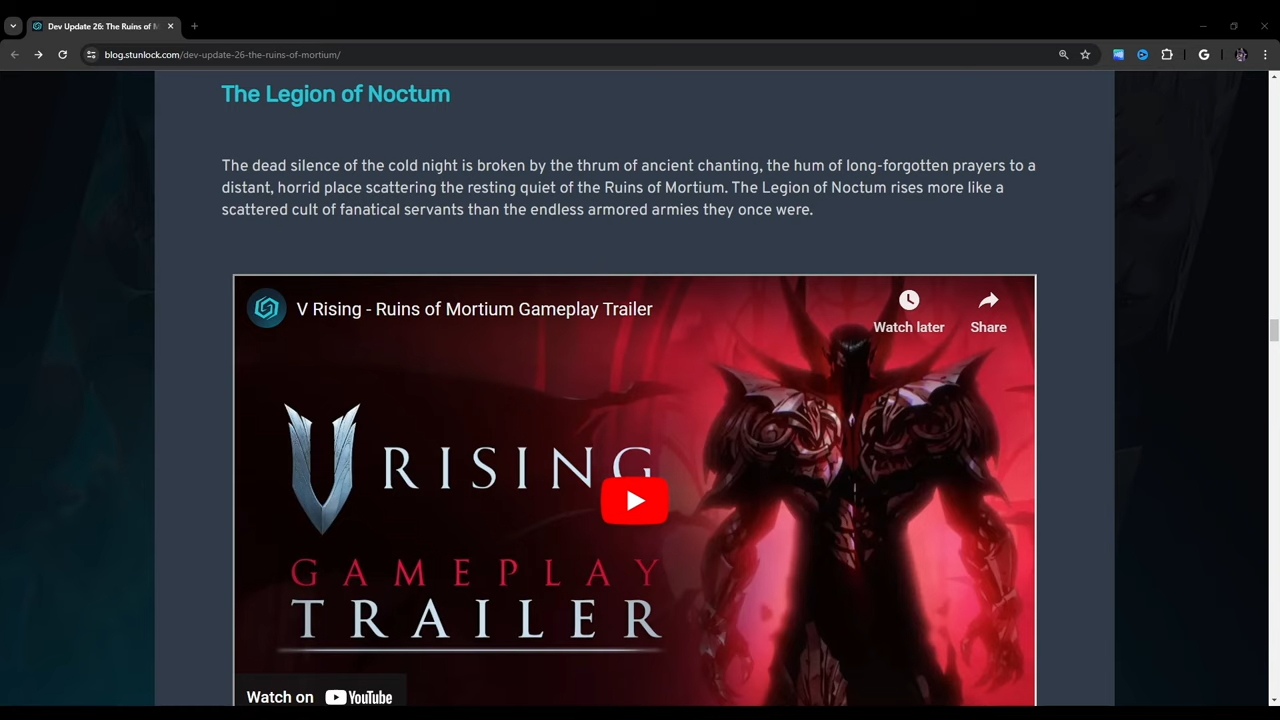 Dev Update 26: The Ruins of M
blog.stunlock.com/dev-update-26-the-ruins-of-mortium/
The Legion of Noctum
The dead silence of the cold night is broken by the thrum of ancient chanting, the hum of long-forgotten prayers to a
distant, horrid place scattering the resting quiet of the Ruins of Mortium. The Legion of Noctum rises more like a
scattered cult of fanatical servants than the endless armored armies they once were.
V Rising - Ruins of Mortium Gameplay Trailer
Watch later
Share
V RISING
GAMEPLAY
TRAILER
Watch on YouTube